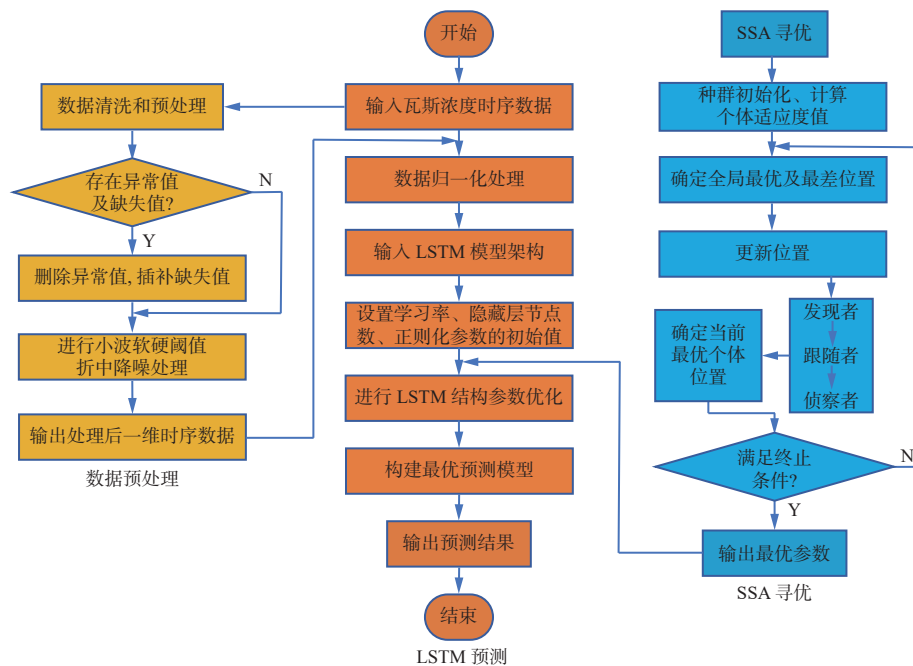 数据清洗和预处理
存在异常值
及缺失值?
N
Y
删除异常值, 插补缺失值
进行小波软硬阈值
折中降噪处理
输出处理后一维时序数据
数据预处理
开始
输入瓦斯浓度时序数据
数据归一化处理
输入 LSTM 模型架构
设置学习率、隐藏层节点
数、正则化参数的初始值
进行 LSTM 结构参数优化
构建最优预测模型
输出预测结果
结束
LSTM 预测
SSA 寻优
种群初始化、计算
个体适应度值
确定全局最优及最差位置
更新位置
发现者
跟随者
侦察者
确定当前
最优个体
位置
满足终止
条件?
N
Y
输出最优参数
SSA 寻优